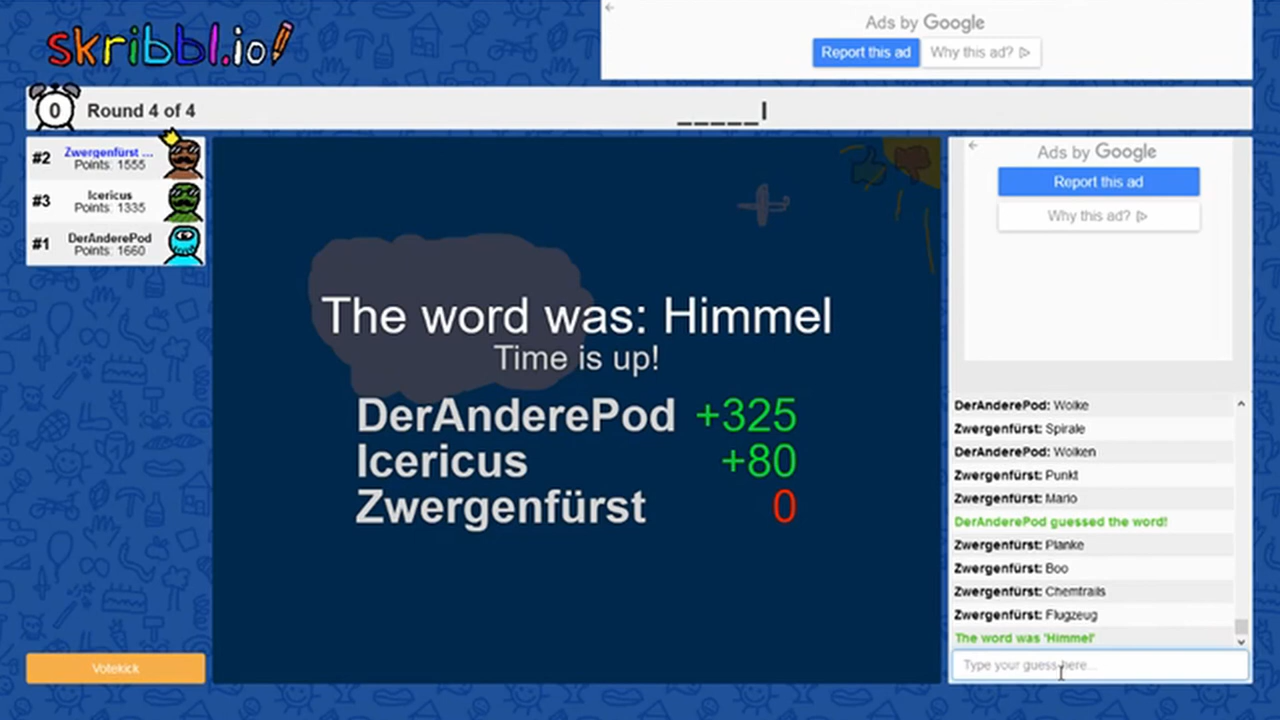 skribbl.io!
Ads by Google
Report this ad
Why this ad?
0
Round 4 of 4
_____l
#2
Zwergenfürst ...
Points: 1555
#3
Icericus
Points: 1335
#1
DerAnderePod
Points: 1660
The word was: Himmel
Time is up!
DerAnderePod +325
Icericus +80
Zwergenfürst 0
Votekick
Ads by Google
Report this ad
Why this ad?
DerAnderePod: Wolke
Zwergenfürst: Spirale
DerAnderePod: Wolken
Zwergenfürst: Punkt
Zwergenfürst: Mario
DerAnderePod guessed the word!
Zwergenfürst: Planke
Zwergenfürst: Boo
Zwergenfürst: Chemtrails
Zwergenfürst: Flugzeug
The word was 'Himmel'
Type your guess here...